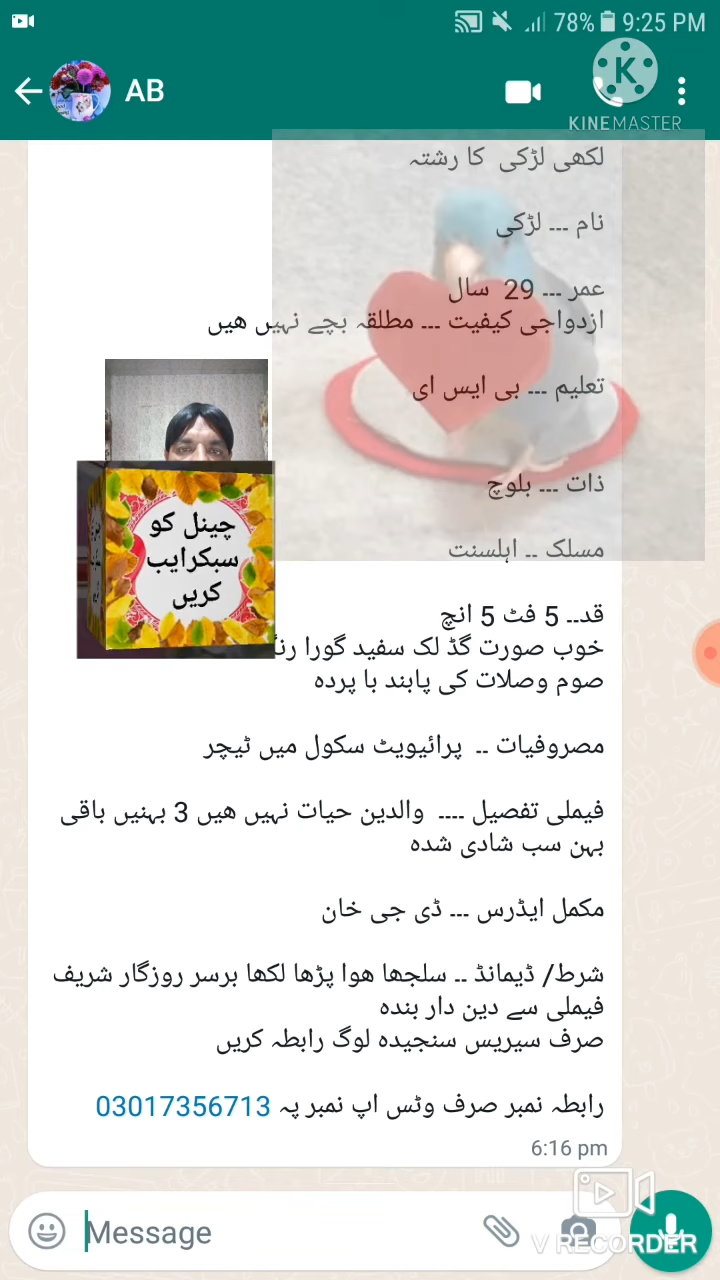 78% 9:25 PM
AB
K
KINEMASTER
لکھی لڑکی کا رشتہ
نام --- لڑکی
عمر --- 29 سال
ازدواجی کیفیت --- مطلقہ بچے نہیں ھیں
تعلیم --- بی ایس ای
ذات --- بلوچ
مسلک -- اہلسنت
چینل کو
سبکرایب
کریں
قد-- 5 فٹ 5 انچ
خوب صورت گڈ لک سفید گورا
صوم وصلات کی پابند با پردہ
مصروفیات -- پرائیویٹ سکول میں ٹیچر
فیملی تفصیل ---- والدین حیات نہیں ھیں 3 بہنیں باقی
بہن سب شادی شدہ
مکمل ایڈرس --- ڈی جی خان
شرط/ ڈیمانڈ -- سلجھا ھوا پڑھا لکھا برسر روزگار شریف
فیملی سے دین دار بندہ
صرف سیریس سنجیدہ لوگ رابطہ کریں
رابطہ نمبر صرف وٹس اپ نمبر پہ 03017356713
6:16 pm
Message
V RECORDER